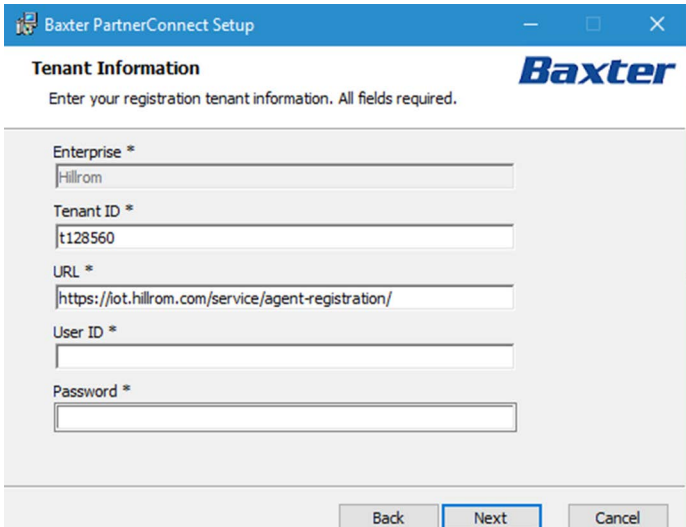 Baxter PartnerConnect Setup
Tenant Information
Baxter
Enter your registration tenant information. All fields required.
Enterprise *
Hillrom
Tenant ID *
t128560
URL *
https://iot.hillrom.com/service/agent-registration/
User ID *
Password *
Back Next Cancel